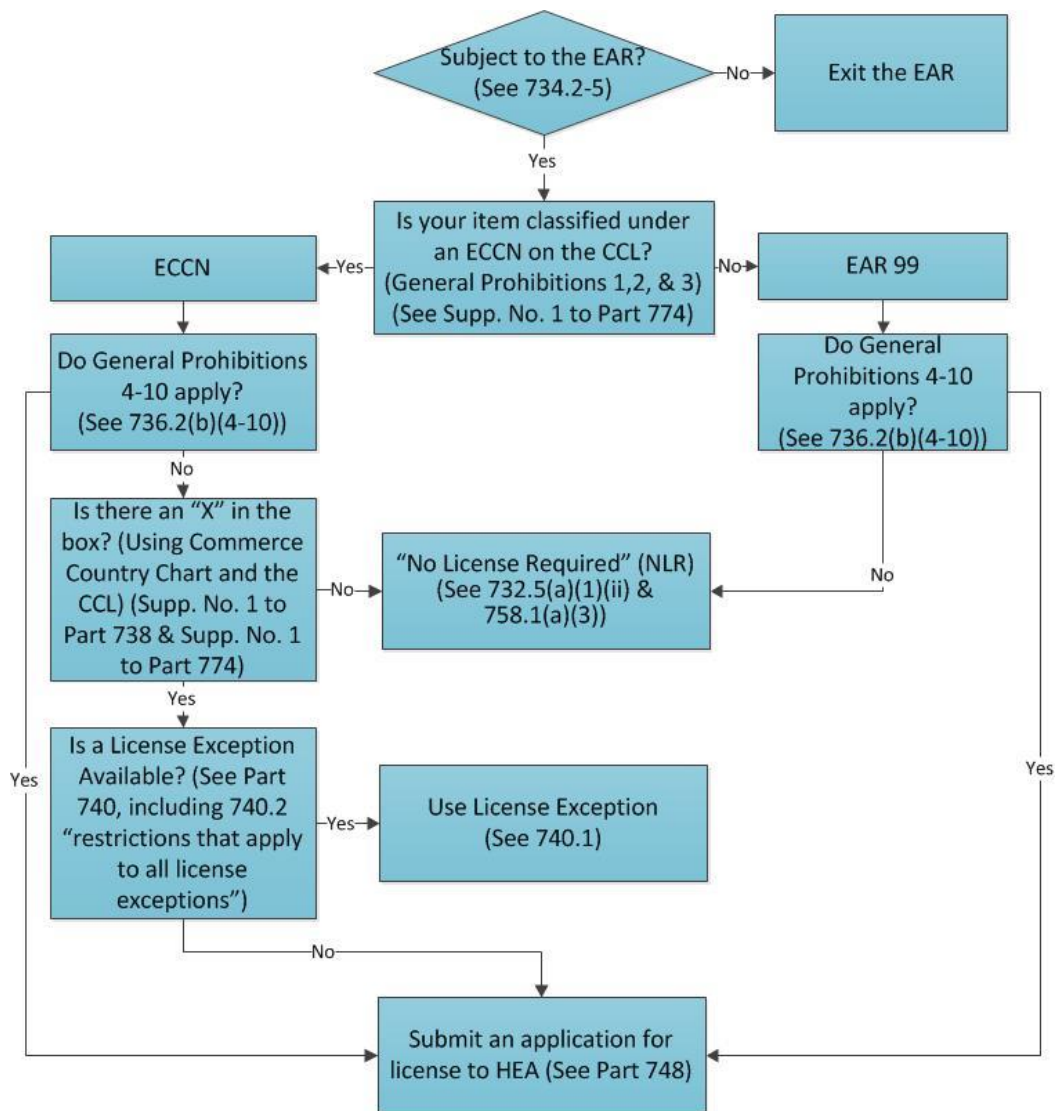 Subject to the EAR?
(See 734.2-5)
No
Exit the EAR
Yes
Is your item classified under
an ECCN on the CCL?
(General Prohibitions 1,2, & 3)
(See Supp. No. 1 to Part 774)
Yes
ECCN
No
EAR 99
Do General Prohibitions
4-10 apply?
(See 736.2(b)(4-10))
Do General
Prohibitions 4-10
apply?
(See 736.2(b)(4-10))
No
Is there an “X” in the
box? (Using Commerce
Country Chart and the
CCL) (Supp. No. 1 to
Part 738 & Supp. No. 1
to Part 774)
No
“No License Required” (NLR)
(See 732.5(a)(1)(ii) &
758.1(a)(3))
No
Yes
Is a License Exception
Available? (See Part
740, including 740.2
“restrictions that apply
to all license
exceptions”)
Yes
Use License Exception
(See 740.1)
Yes
Yes
No
Submit an application for
license to HEA (See Part 748)